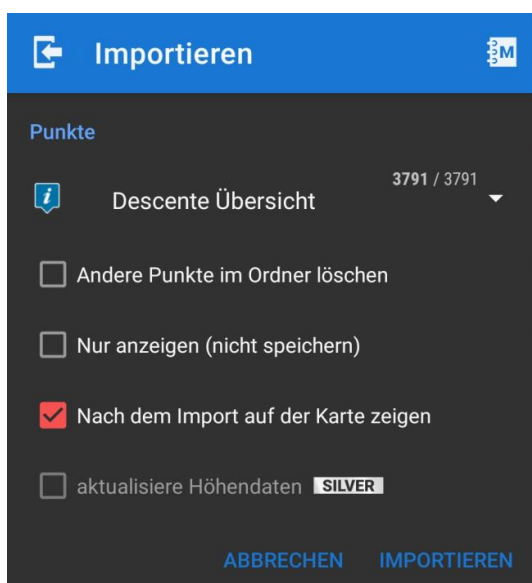 Importieren
M
Punkte
3791 / 3791
Descente Übersicht
Andere Punkte im Ordner löschen
Nur anzeigen (nicht speichern)
Nach dem Import auf der Karte zeigen
aktualisiere Höhendaten SILVER
ABBRECHEN IMPORTIEREN